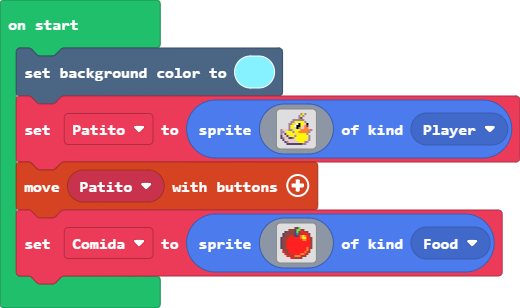 on start
set background color to
set Patito to sprite of kind Player
move Patito with buttons
set Comida to sprite of kind Food